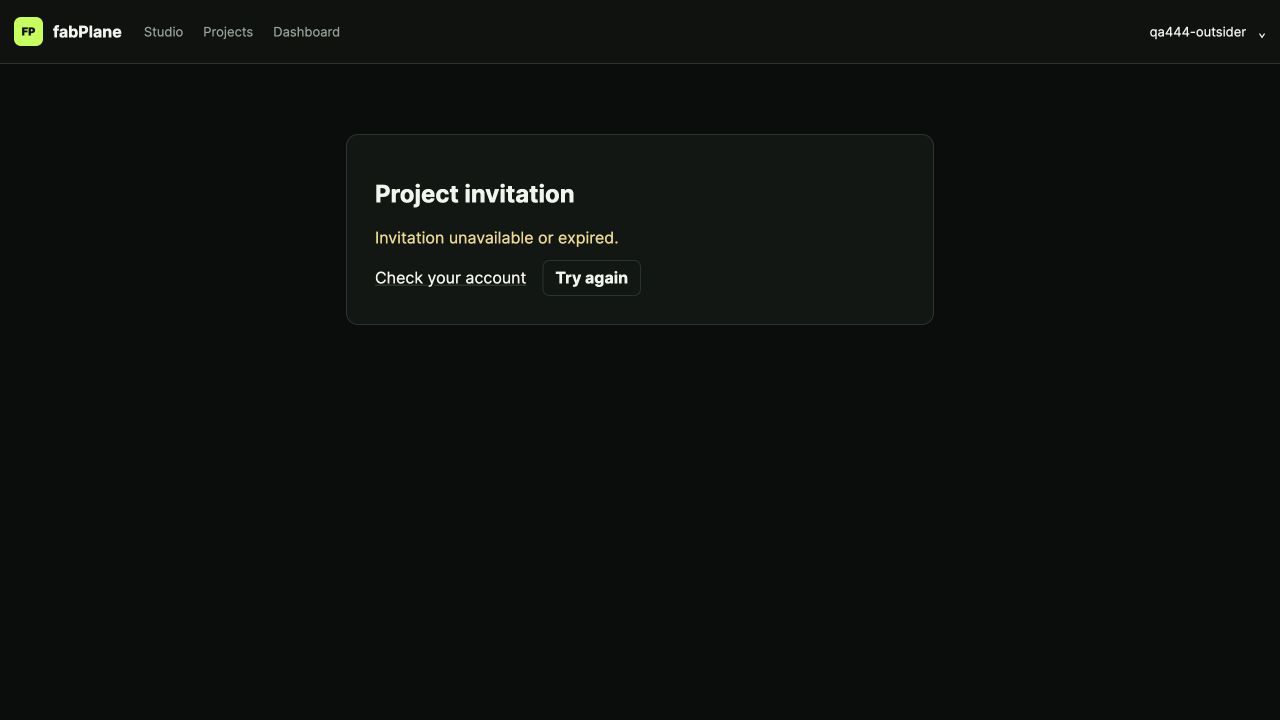 FP fabPlane Studio Projects Dashboard qa444-outsider
Project invitation
Invitation unavailable or expired.
Check your account Try again